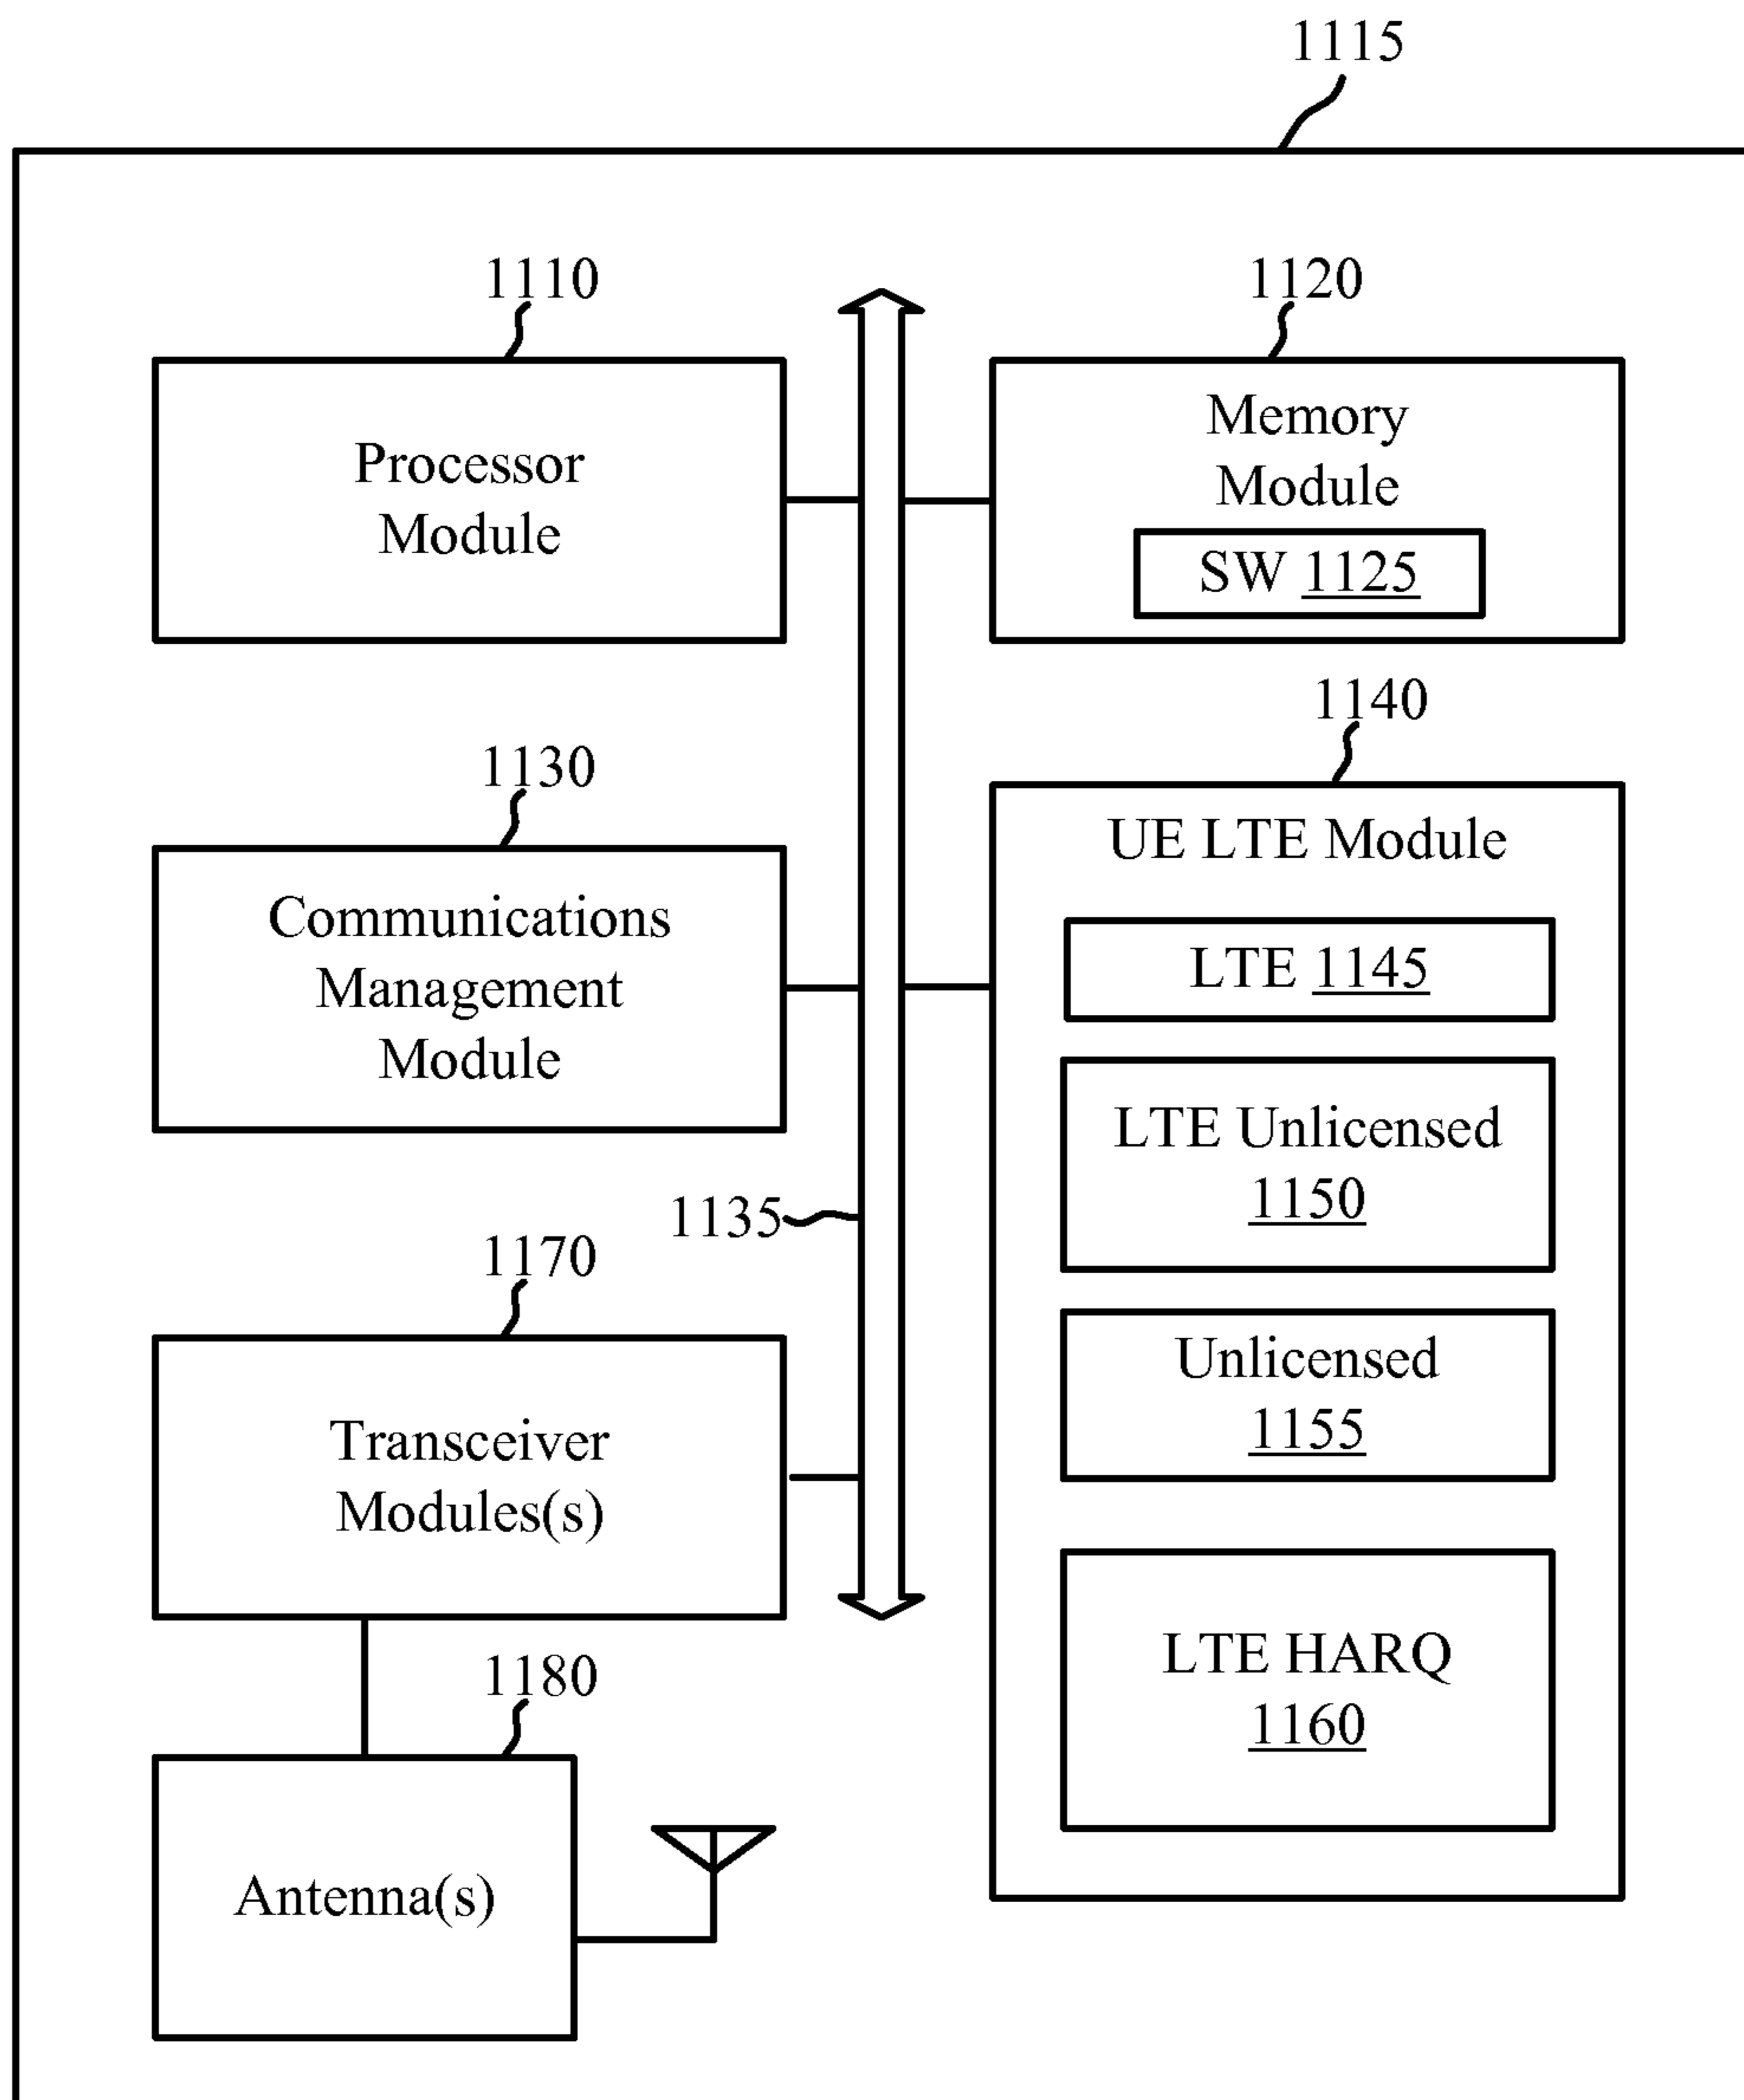 1115
1110
Processor
Module
1120
Memory
Module
SW 1125
1130
Communications
Management
Module
1135
1140
UE LTE Module
LTE 1145
LTE Unlicensed
1150
Unlicensed
1155
LTE HARQ
1160
1170
Transceiver
Modules(s)
1180
Antenna(s)